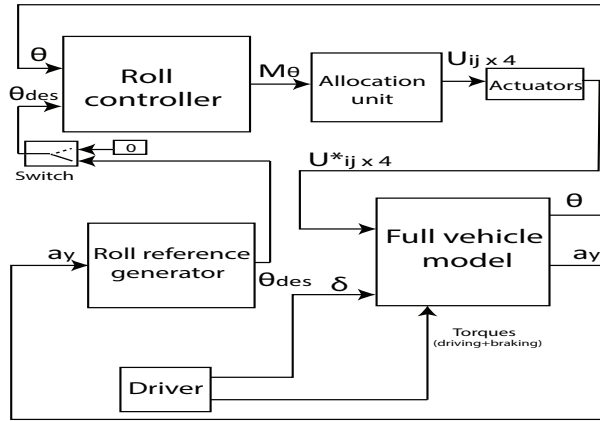 θ
Roll
controller
Mθ
Allocation
unit
Uij x 4
Actuators
θdes
0
Switch
U*ij x 4
θ
ay
Roll reference
generator
Full vehicle
model
ay
θdes
δ
Torques
(driving+braking)
Driver